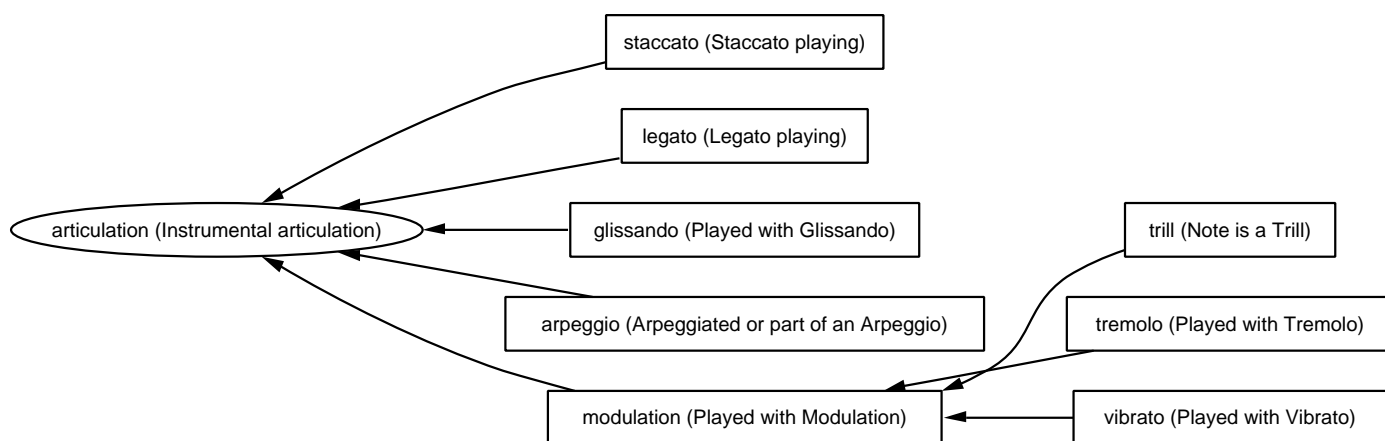 staccato (Staccato playing)
legato (Legato playing)
articulation (Instrumental articulation)
glissando (Played with Glissando)
trill (Note is a Trill)
arpeggio (Arpeggiated or part of an Arpeggio)
tremolo (Played with Tremolo)
modulation (Played with Modulation)
vibrato (Played with Vibrato)